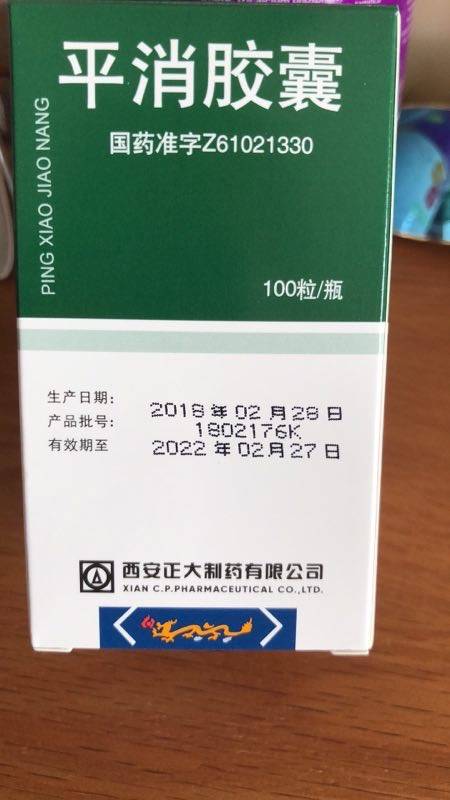 平消胶囊
国药准字Z61021330
PING XIAO JIAO NANG
100粒/瓶
生产日期: 2018年02月28日
产品批号: 1802176K
有效期至 2022年02月27日
西安正大制药有限公司
XIAN C.P.PHARMACEUTICAL CO.,LTD.